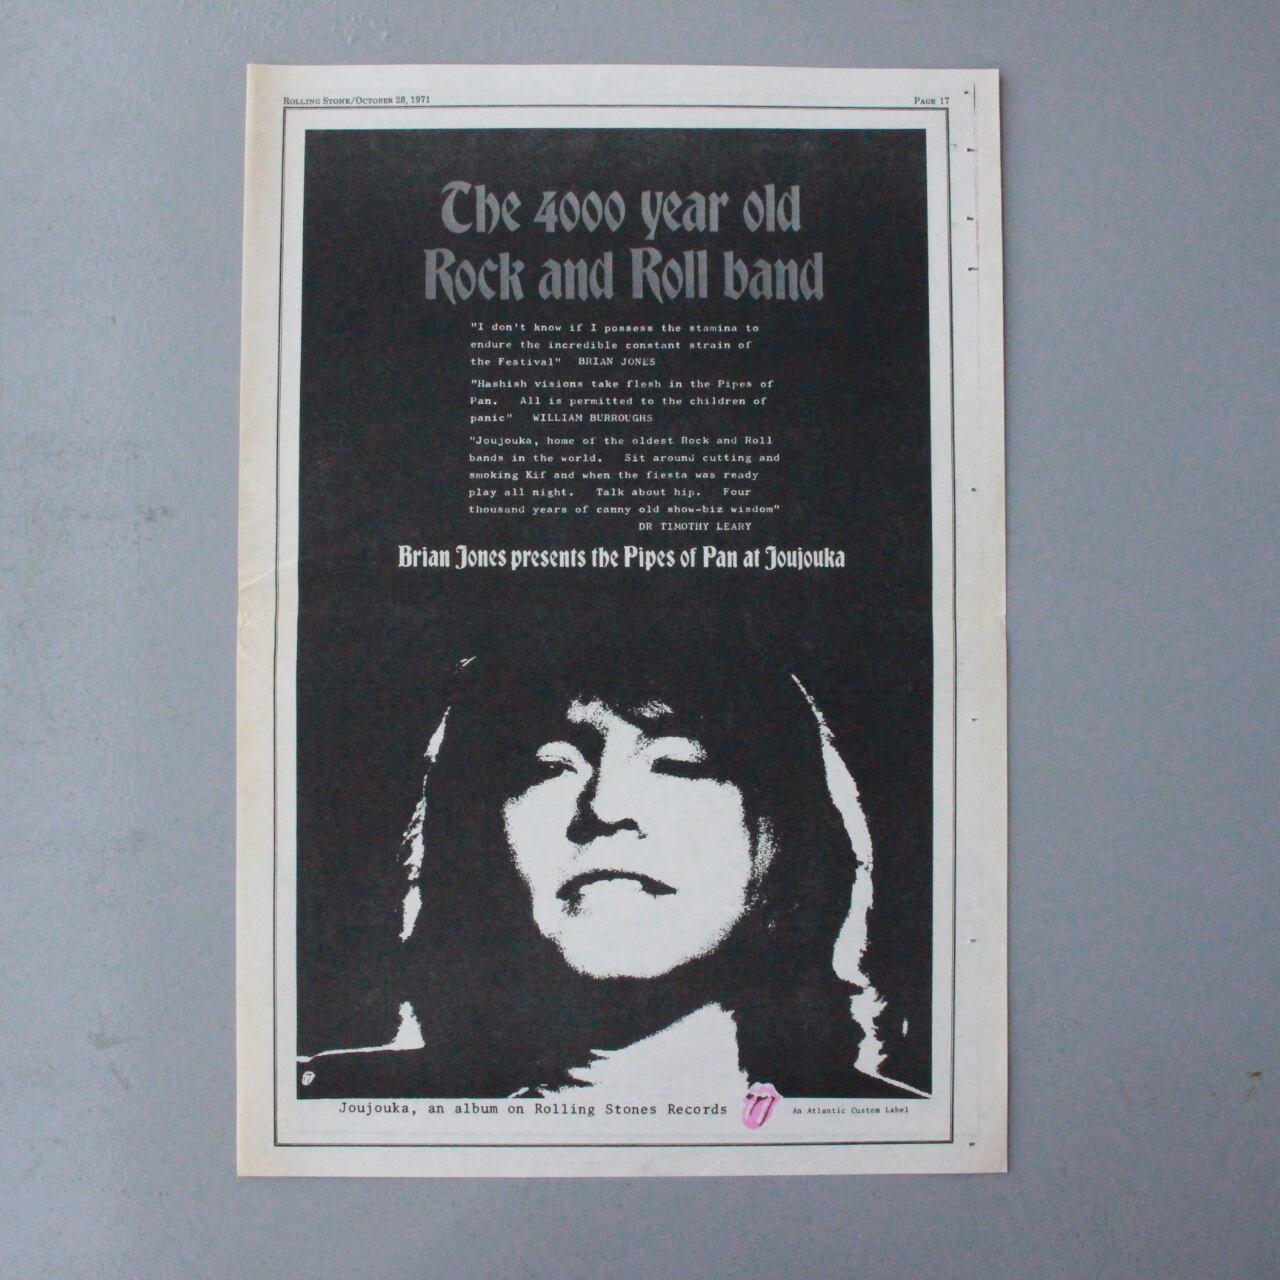 ROLLING STONE/OCTOBER 28, 1971 PAGE 17
The 4000 year old
Rock and Roll band
"I don't know if I possess the stamina to
endure the incredible constant strain of
the Festival" BRIAN JONES
"Hashish visions take flesh in the Pipes of
Pan. All is permitted to the children of
panic" WILLIAM BURROUGHS
"Joujouka, home of the oldest Rock and Roll
bands in the world. Sit around cutting and
smoking Kif and when the fiesta was ready
play all night. Talk about hip. Four
thousand years of canny old show-biz wisdom"
DR TIMOTHY LEARY
Brian Jones presents the Pipes of Pan at Joujouka
Joujouka, an album on Rolling Stones Records An Atlantic Custom Label